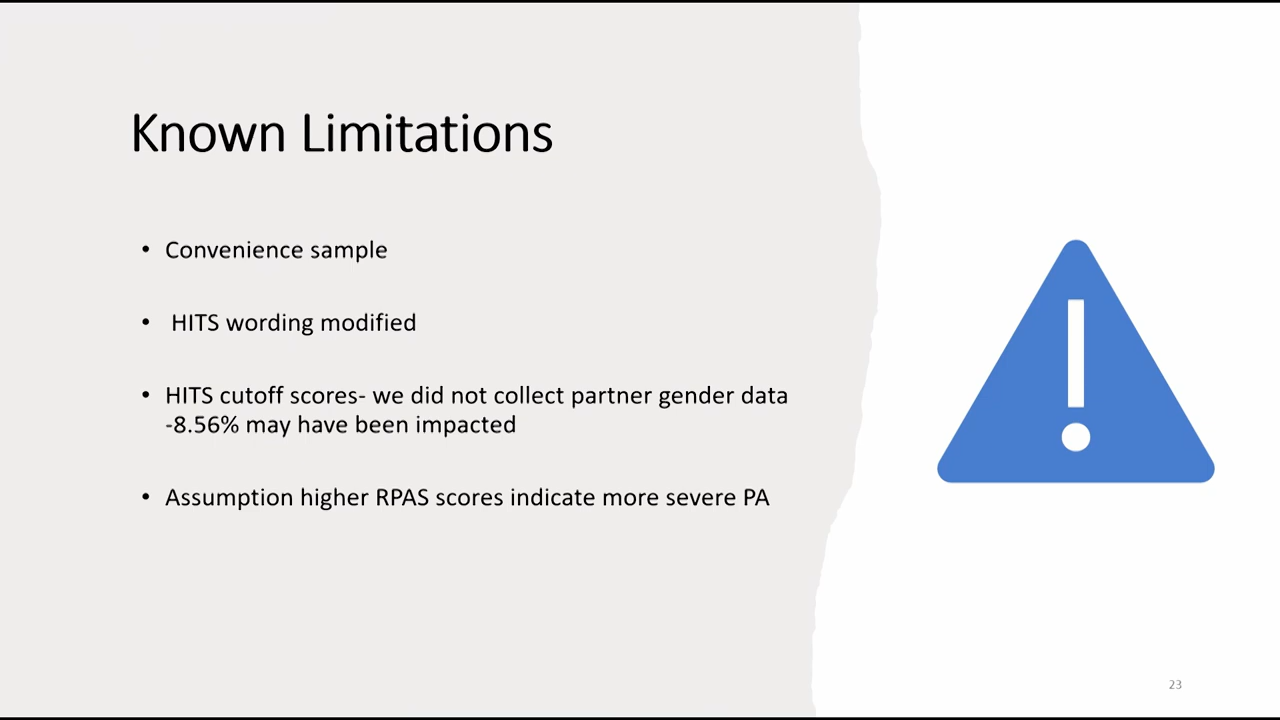 Known Limitations
• Convenience sample
• HITS wording modified
• HITS cutoff scores- we did not collect partner gender data
-8.56% may have been impacted
• Assumption higher RPAS scores indicate more severe PA
23